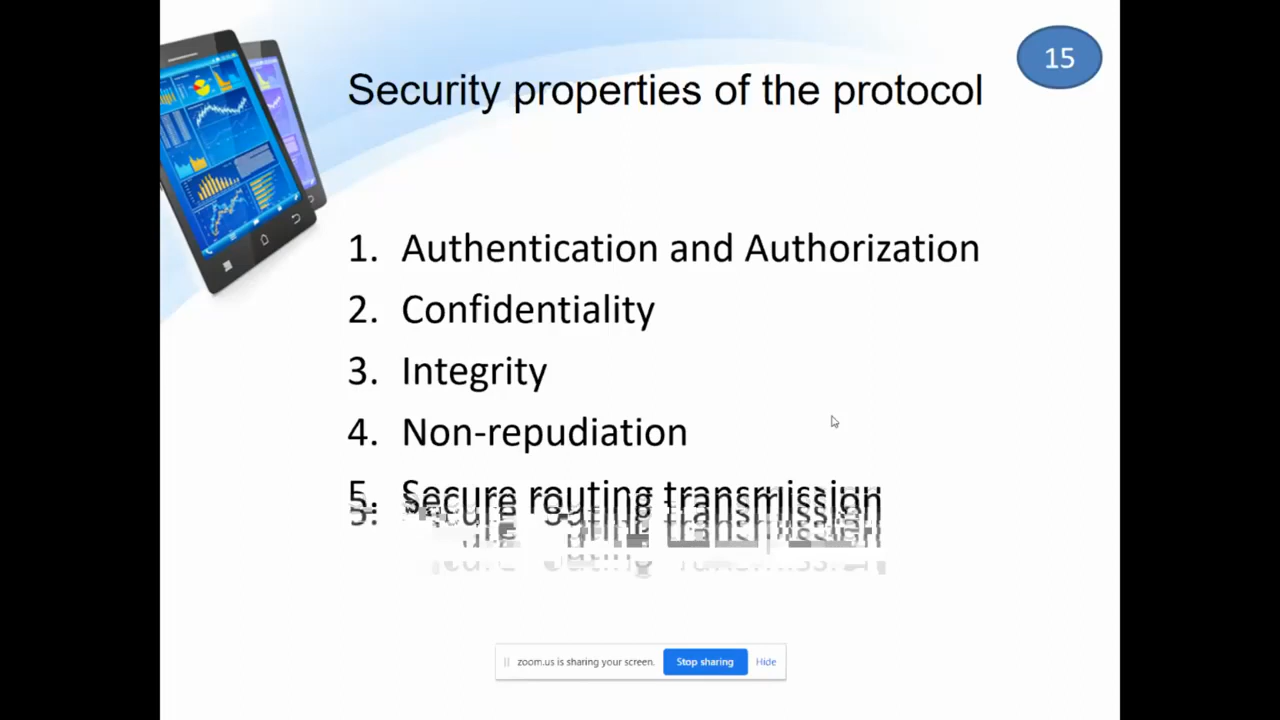 15
Security properties of the protocol
1. Authentication and Authorization
2. Confidentiality
3. Integrity
4. Non-repudiation
5. Secure routing transmission
zoom.us is sharing your screen. Stop sharing Hide